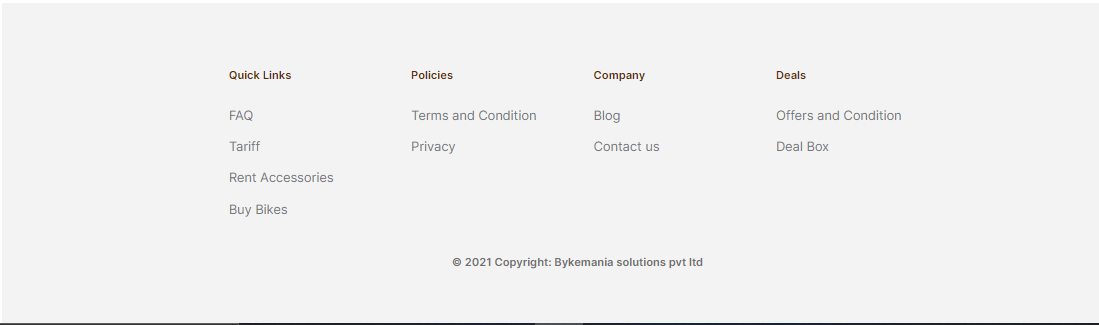 Quick Links
FAQ
Tariff
Rent Accessories
Buy Bikes
Policies
Terms and Condition
Privacy
Company
Blog
Contact us
Deals
Offers and Condition
Deal Box
© 2021 Copyright: Bykemania solutions pvt ltd